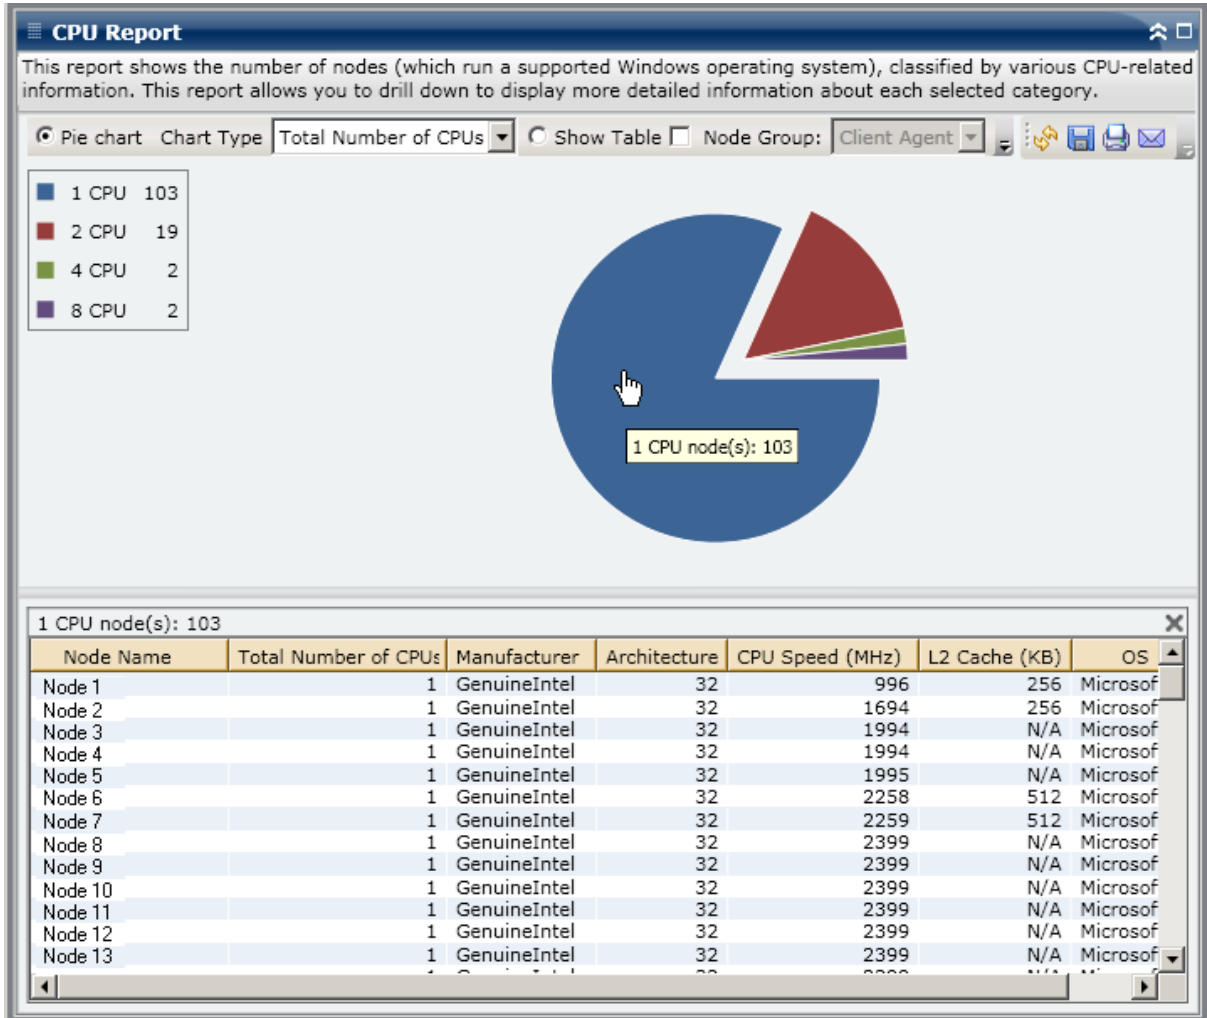 CPU Report
This report shows the number of nodes (which run a supported Windows operating system), classified by various CPU-related
information. This report allows you to drill down to display more detailed information about each selected category.
Pie chart Chart Type Total Number of CPUs Show Table Node Group: Client Agent
1 CPU 103
2 CPU 19
4 CPU 2
8 CPU 2
1 CPU node(s): 103
1 CPU node(s): 103
Node Name Total Number of CPUs Manufacturer Architecture CPU Speed (MHz) L2 Cache (KB) OS
Node 1 1 GenuineIntel 32 996 256 Microsof
Node 2 1 GenuineIntel 32 1694 256 Microsof
Node 3 1 GenuineIntel 32 1994 N/A Microsof
Node 4 1 GenuineIntel 32 1994 N/A Microsof
Node 5 1 GenuineIntel 32 1995 N/A Microsof
Node 6 1 GenuineIntel 32 2258 512 Microsof
Node 7 1 GenuineIntel 32 2259 512 Microsof
Node 8 1 GenuineIntel 32 2399 N/A Microsof
Node 9 1 GenuineIntel 32 2399 N/A Microsof
Node 10 1 GenuineIntel 32 2399 N/A Microsof
Node 11 1 GenuineIntel 32 2399 N/A Microsof
Node 12 1 GenuineIntel 32 2399 N/A Microsof
Node 13 1 GenuineIntel 32 2399 N/A Microsof